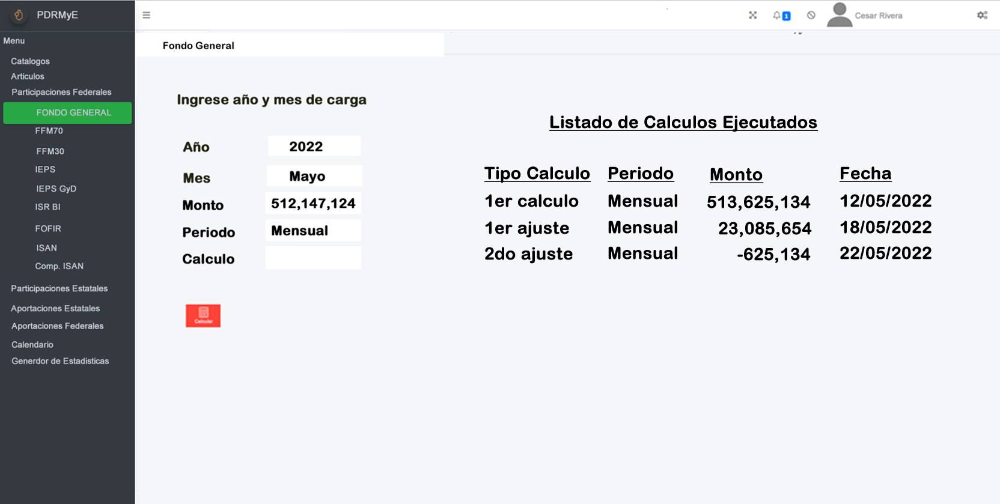 PDRMyE
1
Cesar Rivera
Menu
Catalogos
Articulos
Participaciones Federales
FONDO GENERAL
FFM70
FFM30
IEPS
IEPS GyD
ISR BI
FOFIR
ISAN
Comp. ISAN
Participaciones Estatales
Aportaciones Estatales
Aportaciones Federales
Calendario
Generdor de Estadisticas
Fondo General
Ingrese año y mes de carga
Año 2022
Mes Mayo
Monto 512,147,124
Periodo Mensual
Calculo
Calcular
Listado de Calculos Ejecutados
Tipo Calculo Periodo Monto Fecha
1er calculo Mensual 513,625,134 12/05/2022
1er ajuste Mensual 23,085,654 18/05/2022
2do ajuste Mensual -625,134 22/05/2022